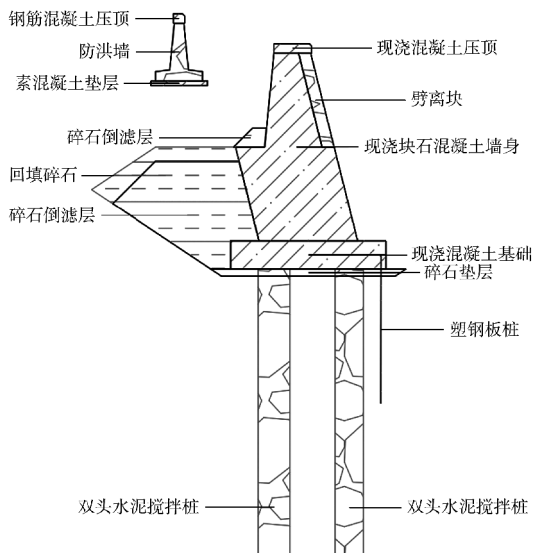 钢筋混凝土压顶
防洪墙
素混凝土垫层
现浇混凝土压顶
劈离块
碎石倒滤层
现浇块石混凝土墙身
回填碎石
碎石倒滤层
现浇混凝土基础
碎石垫层
塑钢板桩
双头水泥搅拌桩
双头水泥搅拌桩